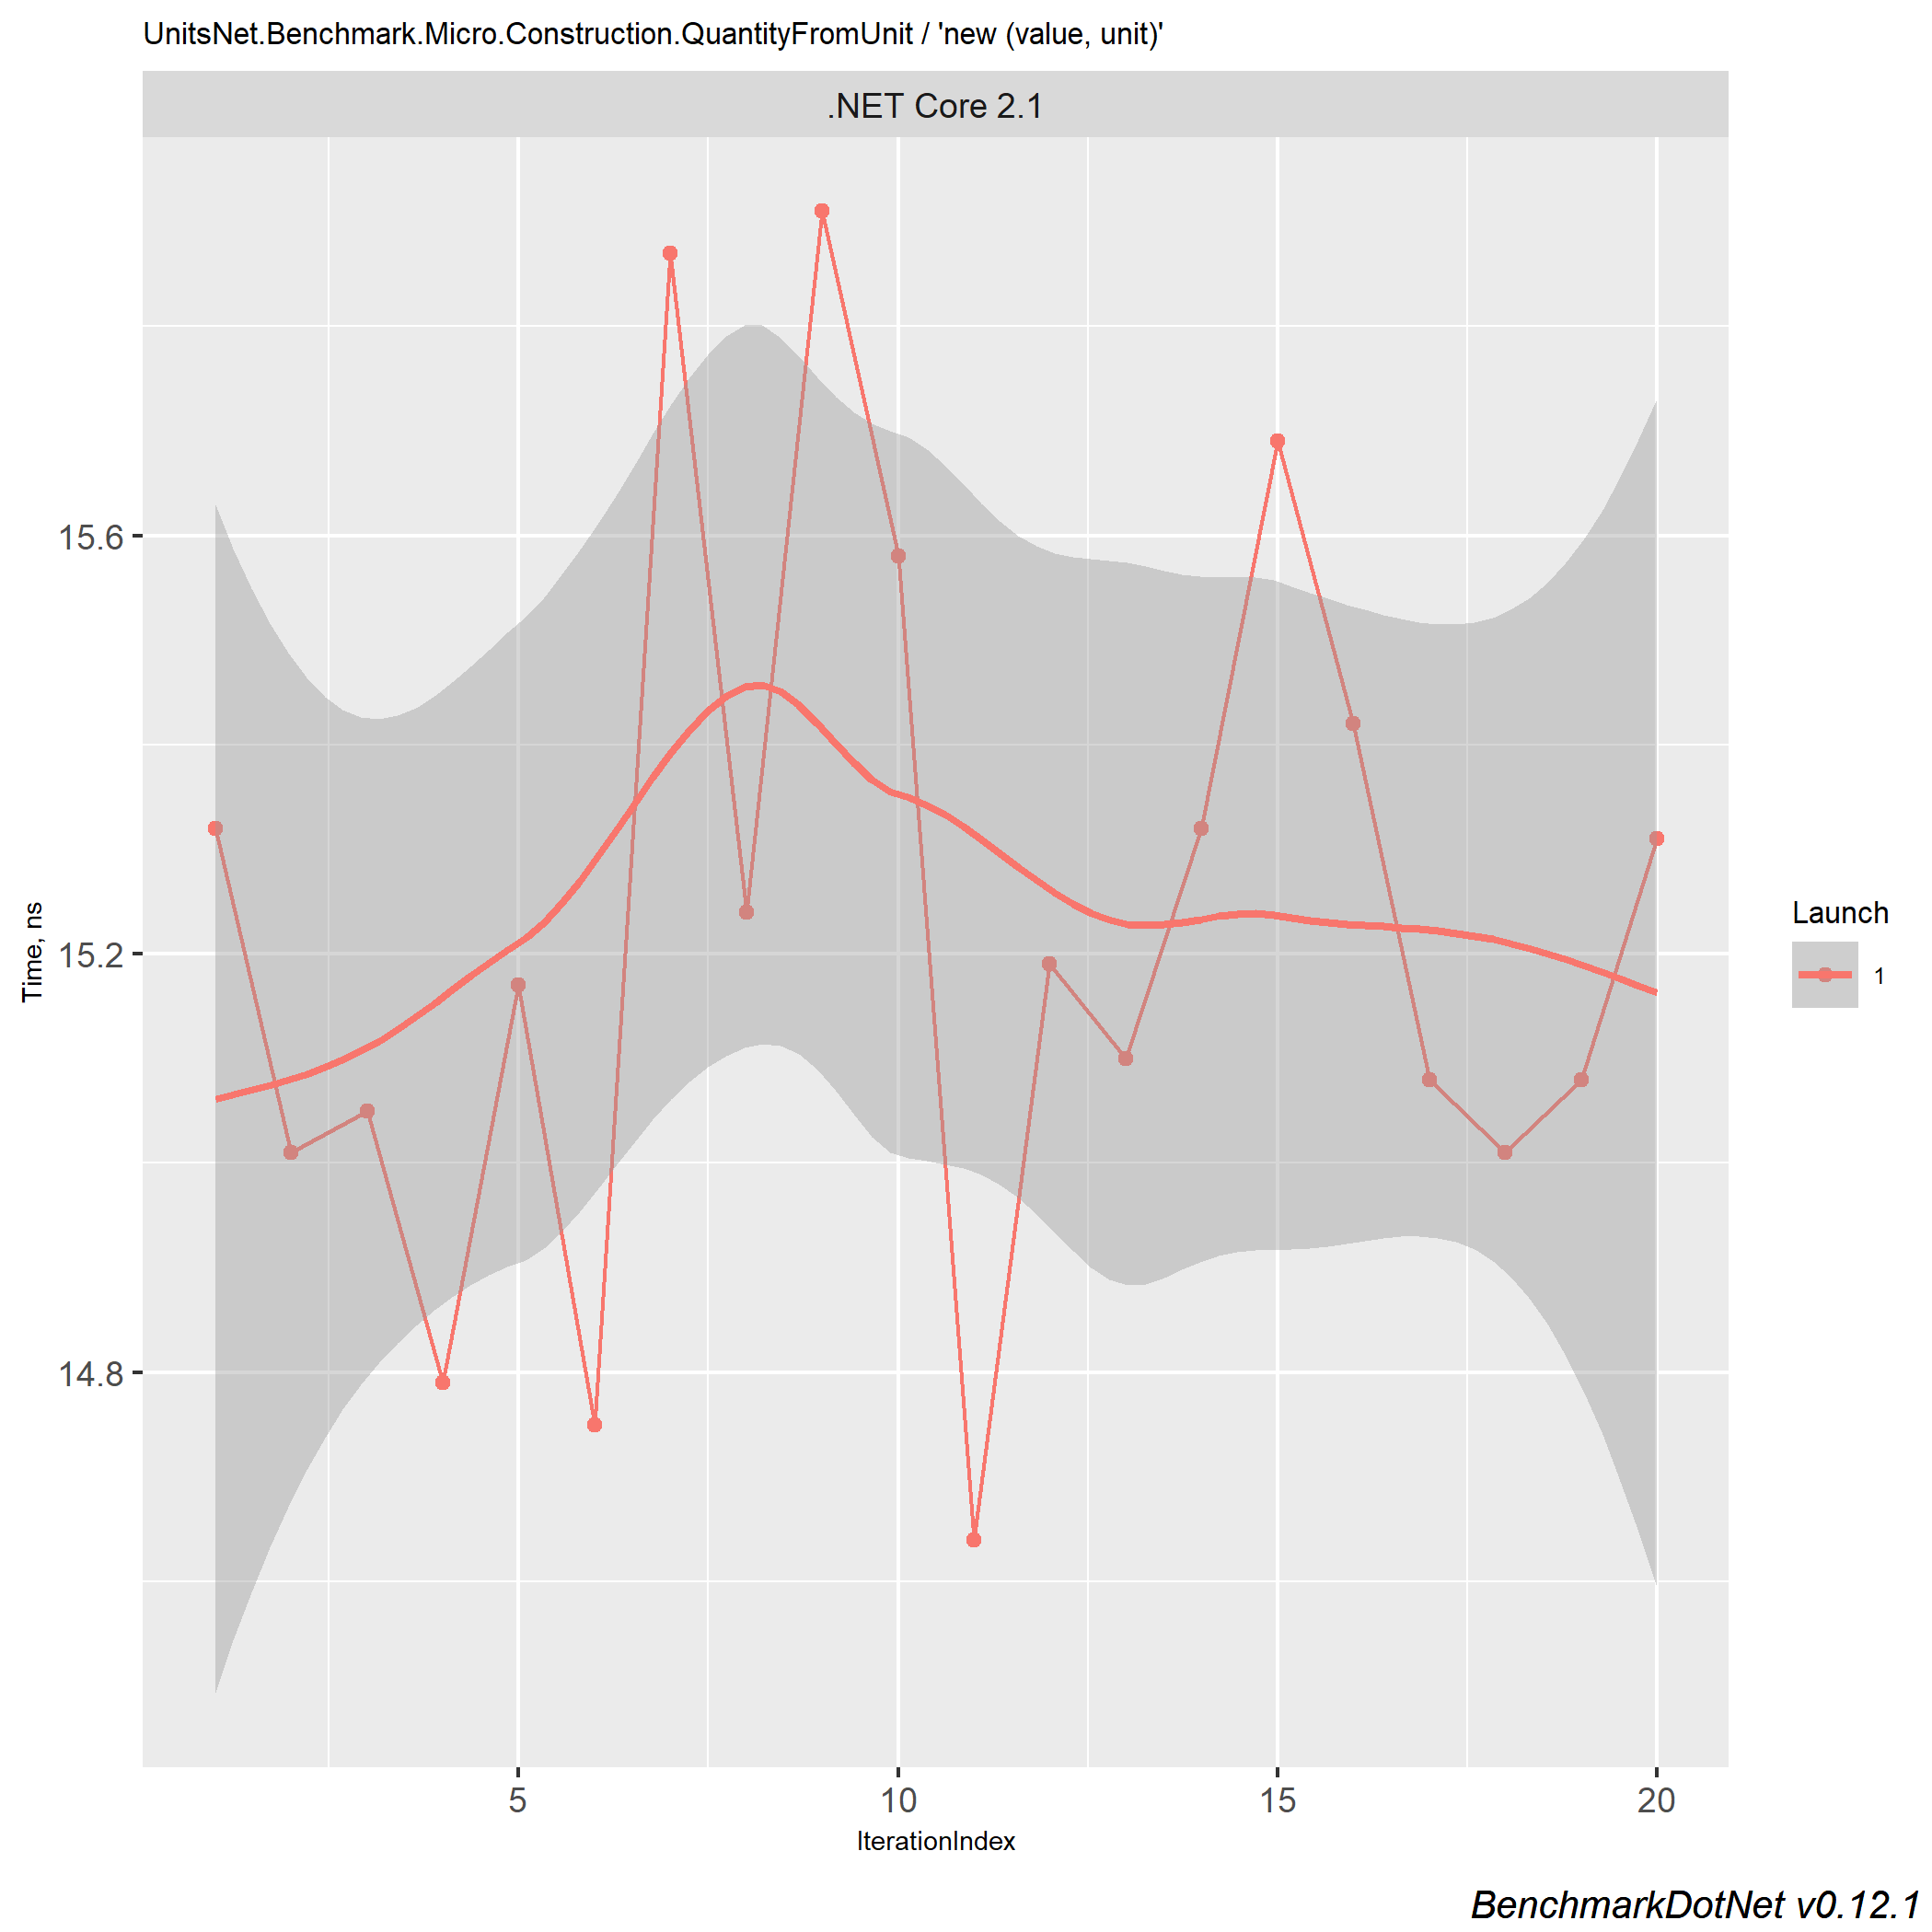 UnitsNet.Benchmark.Micro.Construction.QuantityFromUnit / 'new (value, unit)'
.NET Core 2.1
15.6
15.2
14.8
Time, ns
5 10 15 20
IterationIndex
Launch
1
BenchmarkDotNet v0.12.1